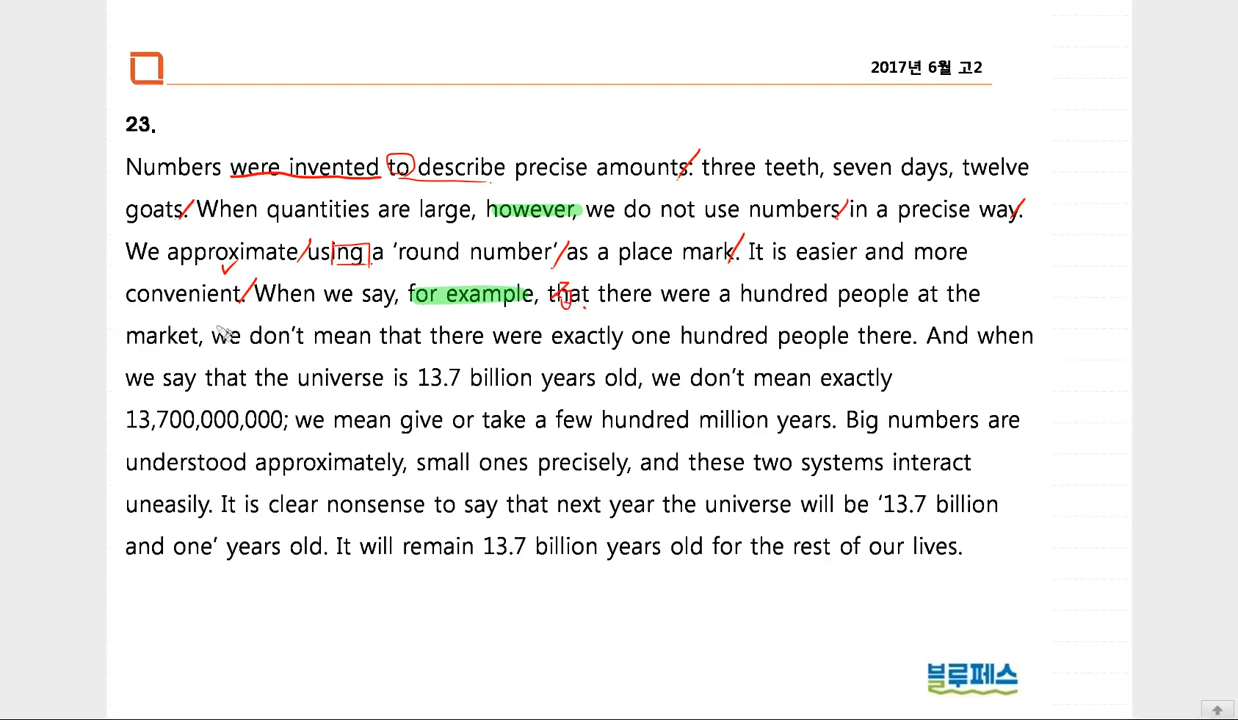 2017년 6월 고2
23.
Numbers were invented to describe precise amounts: three teeth, seven days, twelve
goats. When quantities are large, however, we do not use numbers in a precise way.
We approximate using a ‘round number’ as a place mark. It is easier and more
convenient. When we say, for example, that there were a hundred people at the
market, we don’t mean that there were exactly one hundred people there. And when
we say that the universe is 13.7 billion years old, we don’t mean exactly
13,700,000,000; we mean give or take a few hundred million years. Big numbers are
understood approximately, small ones precisely, and these two systems interact
uneasily. It is clear nonsense to say that next year the universe will be ‘13.7 billion
and one’ years old. It will remain 13.7 billion years old for the rest of our lives.
블루페스